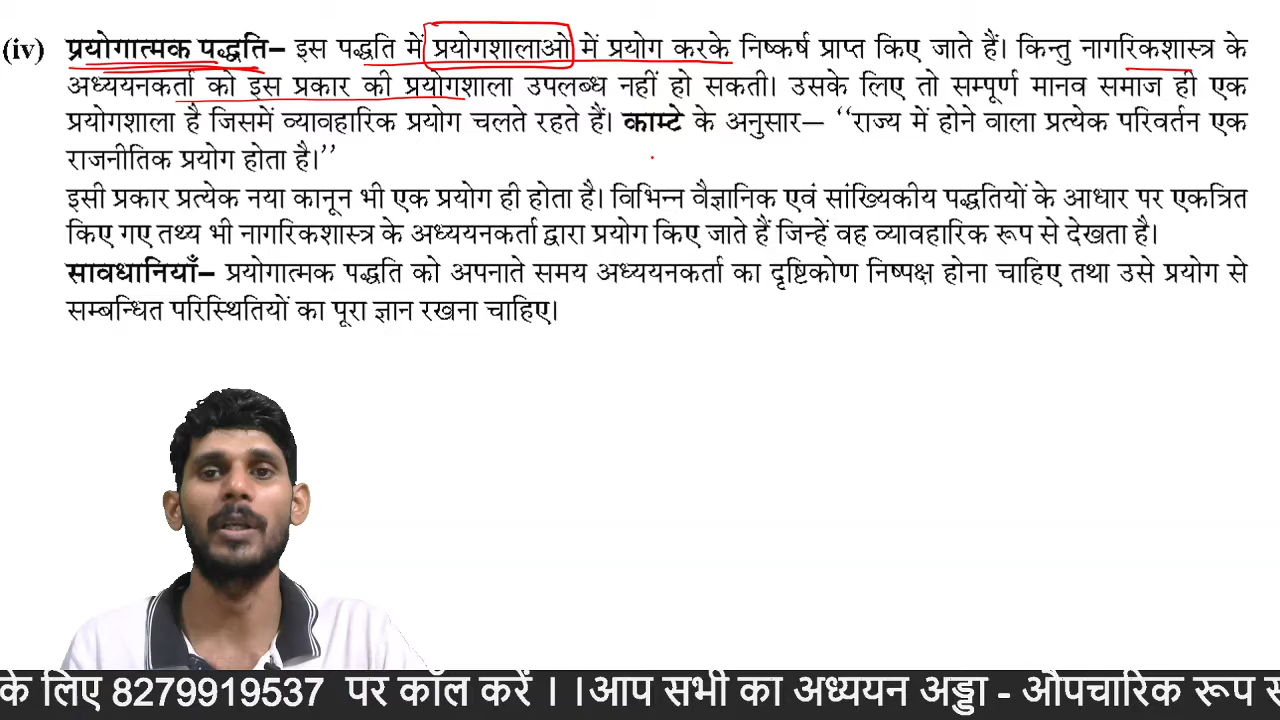 (iv) प्रयोगात्मक पद्धति– इस पद्धति में प्रयोगशालाओ में प्रयोग करके निष्कर्ष प्राप्त किए जाते हैं। किन्तु नागरिकशास्त्र के
अध्ययनकर्ता को इस प्रकार की प्रयोगशाला उपलब्ध नहीं हो सकती। उसके लिए तो सम्पूर्ण मानव समाज ही एक
प्रयोगशाला है जिसमें व्यावहारिक प्रयोग चलते रहते हैं। काम्टे के अनुसार– ‘‘राज्य में होने वाला प्रत्येक परिवर्तन एक
राजनीतिक प्रयोग होता है।’’
इसी प्रकार प्रत्येक नया कानून भी एक प्रयोग ही होता है। विभिन्न वैज्ञानिक एवं सांख्यिकीय पद्धतियों के आधार पर एकत्रित
किए गए तथ्य भी नागरिकशास्त्र के अध्ययनकर्ता द्वारा प्रयोग किए जाते हैं जिन्हें वह व्यावहारिक रूप से देखता है।
सावधानियाँ– प्रयोगात्मक पद्धति को अपनाते समय अध्ययनकर्ता का दृष्टिकोण निष्पक्ष होना चाहिए तथा उसे प्रयोग से
सम्बन्धित परिस्थितियों का पूरा ज्ञान रखना चाहिए।
के लिए 8279919537 पर कॉल करें । ।आप सभी का अध्ययन अड्डा - औपचारिक रूप